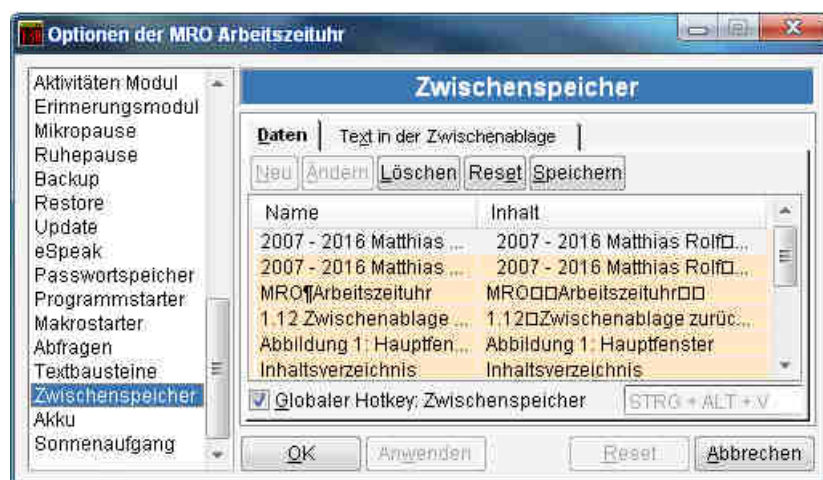 Optionen der MRO Arbeitszeituhr
Aktivitäten Modul
Erinnerungsmodul
Mikropause
Ruhepause
Backup
Restore
Update
eSpeak
Passwortspeicher
Programmstarter
Makrostarter
Abfragen
Textbausteine
Zwischenspeicher
Akku
Sonnenaufgang
Zwischenspeicher
Daten Text in der Zwischenablage
Neu Ändern Löschen Reset Speichern
Name Inhalt
2007 - 2016 Matthias ... 2007 - 2016 Matthias Rolf□...
2007 - 2016 Matthias ... 2007 - 2016 Matthias Rolf□...
MRO¶Arbeitszeituhr MRO□□Arbeitszeituhr□□
1.12 Zwischenablage ... 1.12□Zwischenablage zurüc...
Abbildung 1: Hauptfen... Abbildung 1: Hauptfenster
Inhaltsverzeichnis Inhaltsverzeichnis
Globaler Hotkey: Zwischenspeicher STRG + ALT + V
OK Anwenden Reset Abbrechen